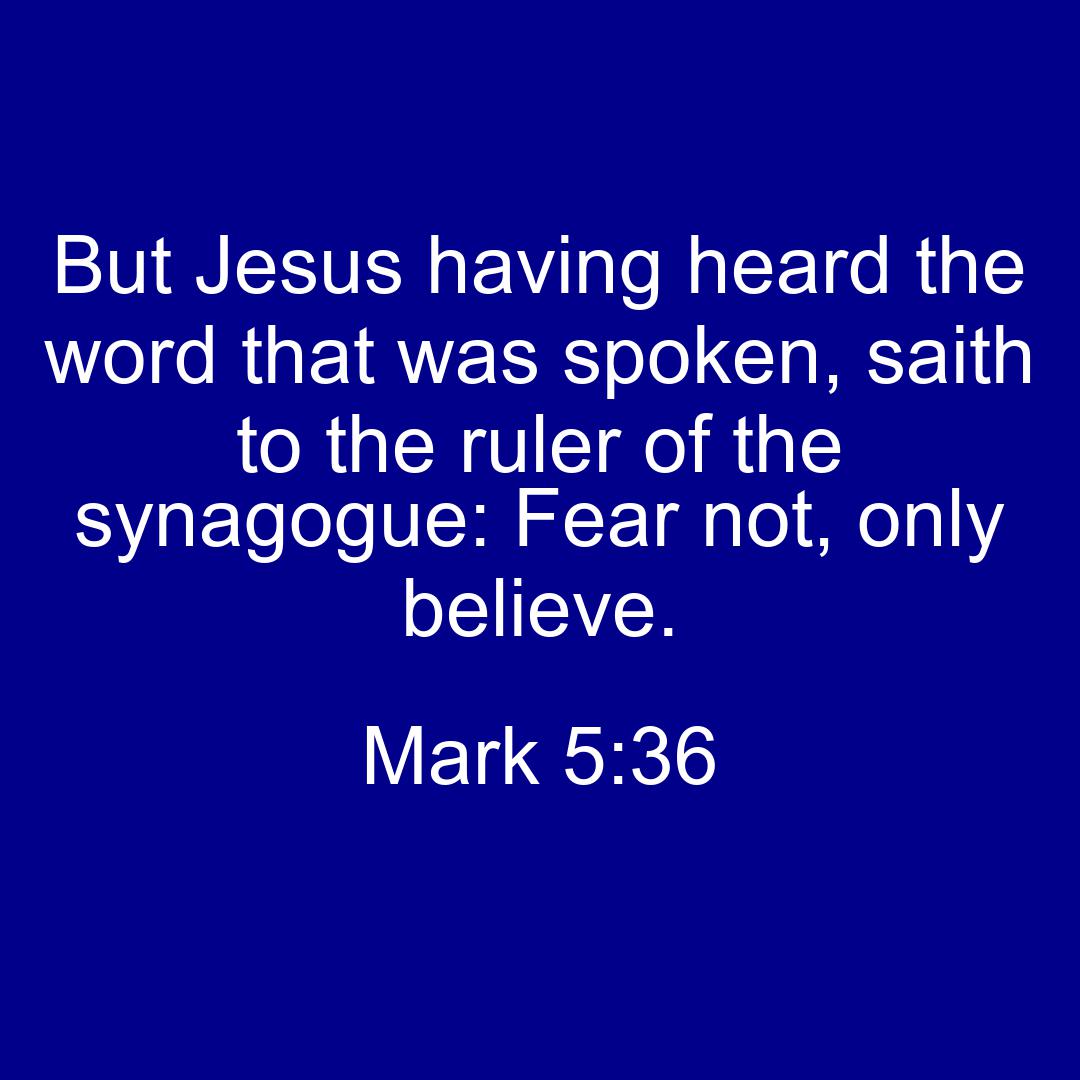 But Jesus having heard the
word that was spoken, saith
to the ruler of the
synagogue: Fear not, only
believe.
Mark 5:36